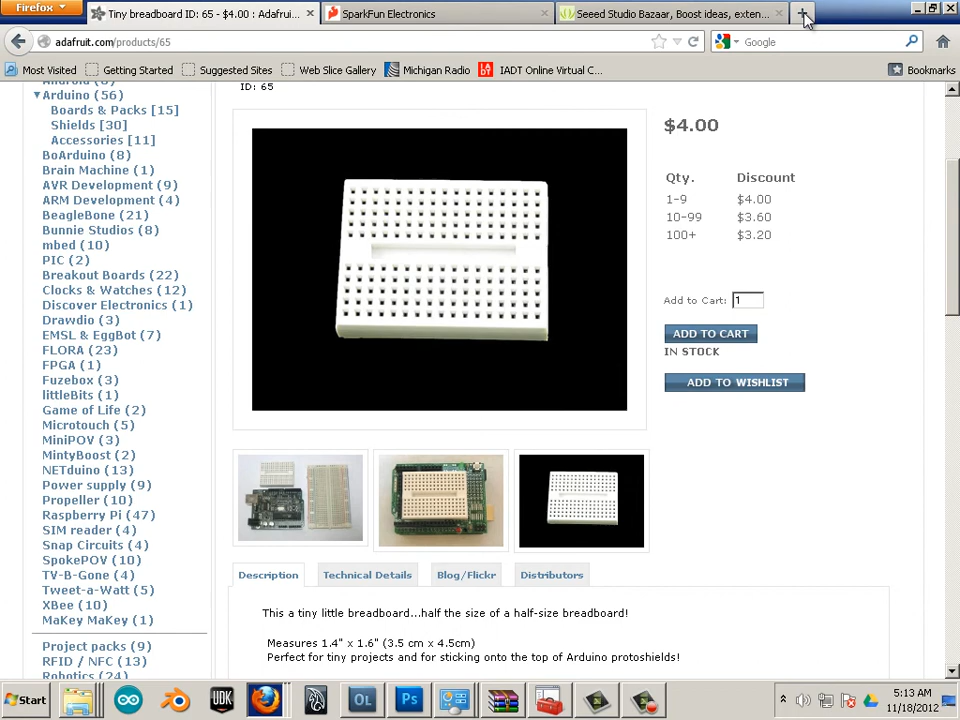 Firefox
Tiny breadboard ID: 65 - $4.00 : Adafrui...
SparkFun Electronics
Seeed Studio Bazaar, Boost ideas, exten...
adafruit.com/products/65
Google
Most Visited
Getting Started
Suggested Sites
Web Slice Gallery
Michigan Radio
IADT Online Virtual C...
Bookmarks
Arduino (56)
Boards & Packs [15]
Shields [30]
Accessories [11]
BoArduino (8)
Brain Machine (1)
AVR Development (9)
ARM Development (4)
BeagleBone (21)
Bunnie Studios (8)
mbed (10)
PIC (2)
Breakout Boards (22)
Clocks & Watches (12)
Discover Electronics (1)
Drawdio (3)
EMSL & EggBot (7)
FLORA (23)
FPGA (1)
Fuzebox (3)
littleBits (1)
Game of Life (2)
Microtouch (5)
MiniPOV (3)
MintyBoost (2)
NETduino (13)
Power supply (9)
Propeller (10)
Raspberry Pi (47)
SIM reader (4)
Snap Circuits (4)
SpokePOV (10)
TV-B-Gone (4)
Tweet-a-Watt (5)
XBee (10)
MaKey MaKey (1)
Project packs (9)
RFID / NFC (13)
Robotics (24)
ID: 65
$4.00
Qty. Discount
1-9 $4.00
10-99 $3.60
100+ $3.20
Add to Cart: 1
ADD TO CART
IN STOCK
ADD TO WISHLIST
Description
Technical Details
Blog/Flickr
Distributors
This a tiny little breadboard...half the size of a half-size breadboard!
Measures 1.4" x 1.6" (3.5 cm x 4.5cm)
Perfect for tiny projects and for sticking onto the top of Arduino protoshields!
Start
UDK
OL
Ps
5:13 AM
11/18/2012